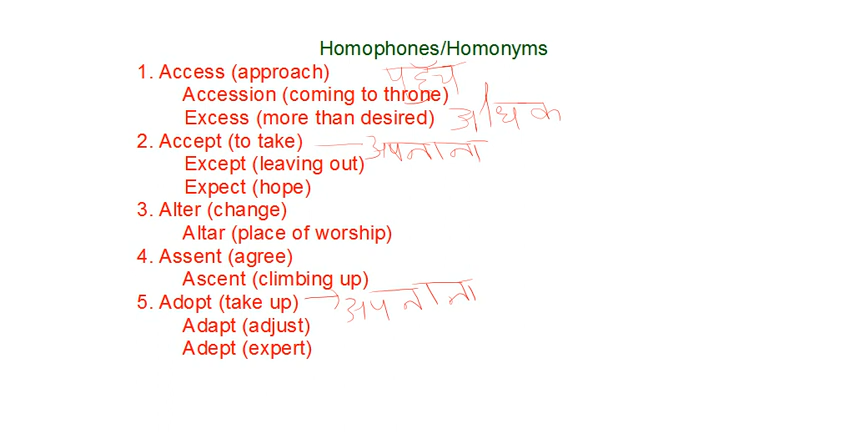 Homophones/Homonyms
1. Access (approach) पहुँच
Accession (coming to throne)
Excess (more than desired) अधिक
2. Accept (to take) अपनाना
Except (leaving out)
Expect (hope)
3. Alter (change)
Altar (place of worship)
4. Assent (agree)
Ascent (climbing up)
5. Adopt (take up) → अपनाना
Adapt (adjust)
Adept (expert)